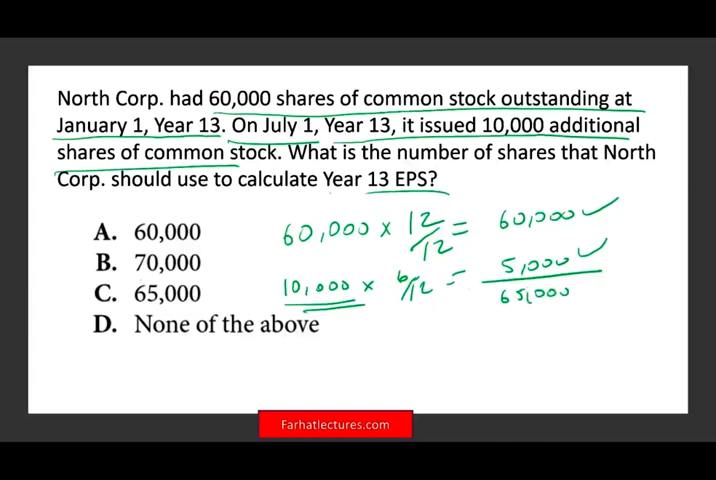 North Corp. had 60,000 shares of common stock outstanding at
January 1, Year 13. On July 1, Year 13, it issued 10,000 additional
shares of common stock. What is the number of shares that North
Corp. should use to calculate Year 13 EPS?
A. 60,000
B. 70,000
C. 65,000
D. None of the above
60,000 x 12/12 = 60,000
10,000 x 6/12 = 5,000
65,000
Farhatlectures.com